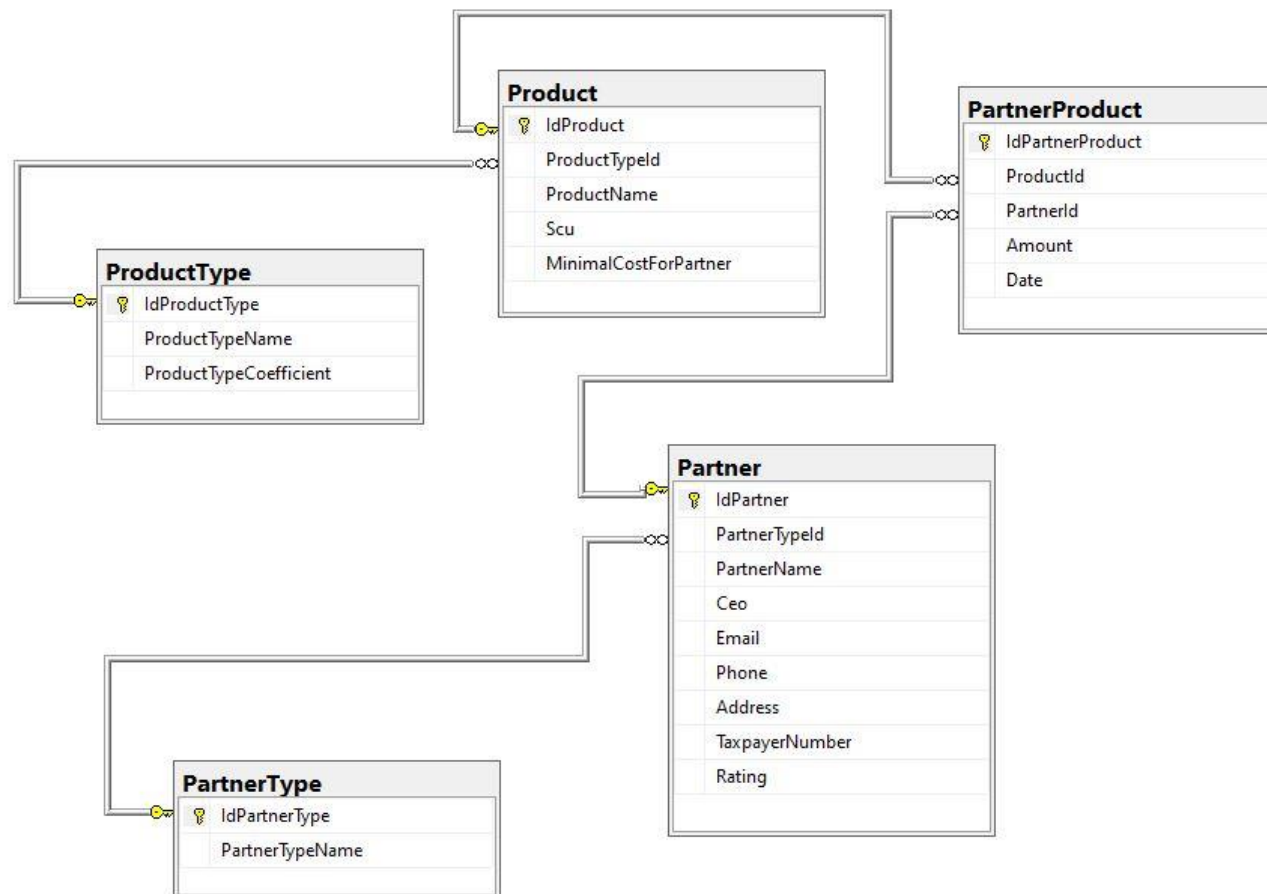 Product
IdProduct
ProductTypeId
ProductName
Scu
MinimalCostForPartner
PartnerProduct
IdPartnerProduct
ProductId
PartnerId
Amount
Date
ProductType
IdProductType
ProductTypeName
ProductTypeCoefficient
Partner
IdPartner
PartnerTypeId
PartnerName
Ceo
Email
Phone
Address
TaxpayerNumber
Rating
PartnerType
IdPartnerType
PartnerTypeName